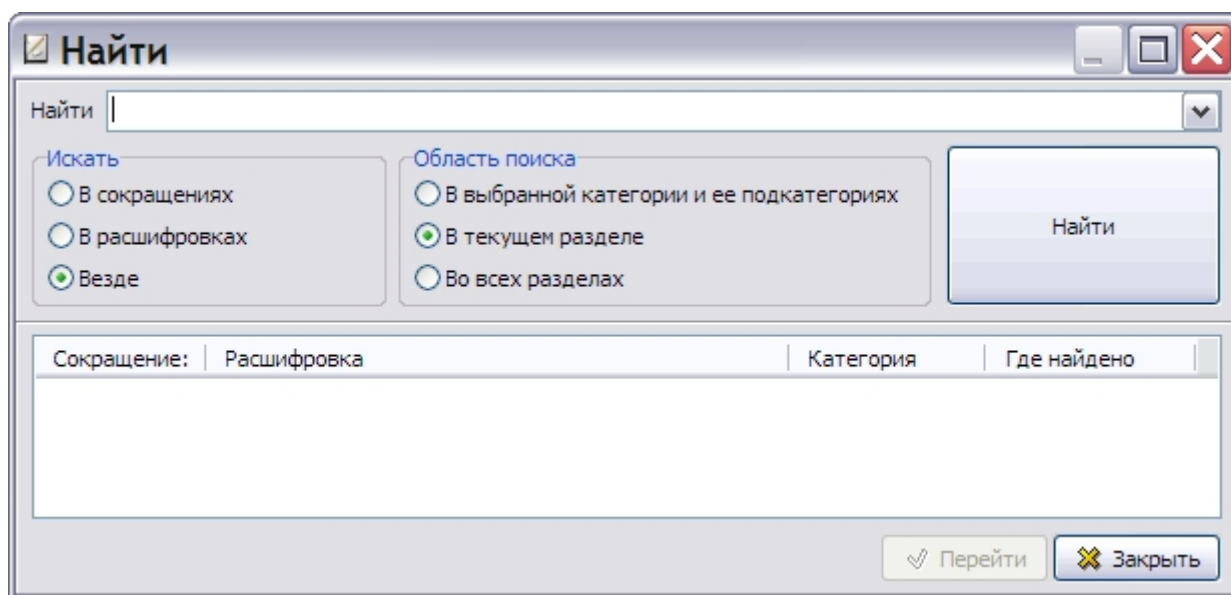 Найти
Найти
Искать
В сокращениях
В расшифровках
Везде
Область поиска
В выбранной категории и ее подкатегориях
В текущем разделе
Во всех разделах
Найти
Сокращение: Расшифровка Категория Где найдено
Перейти Закрыть